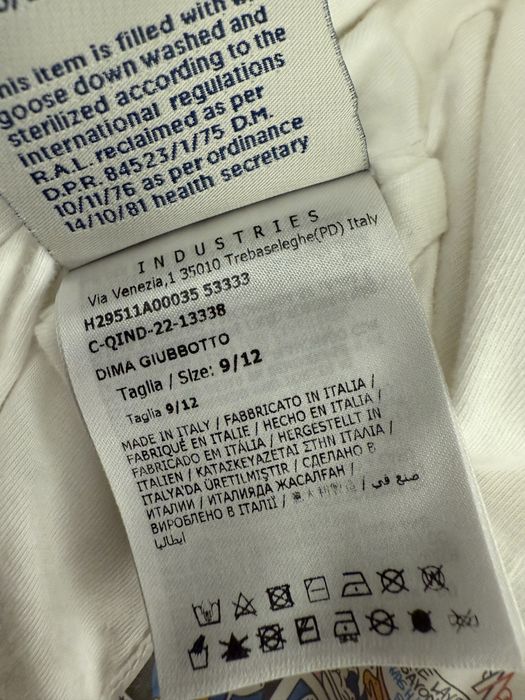 his item is filled with
goose down washed and
sterilized according to the
international regulations
R.A.L. reclaimed as per
D.P.R. 84523/1/75 D.M.
10/11/76 as per ordinance
14/10/81 health secretary
INDUSTRIES
Via Venezia,1 35010 Trebaseleghe(PD) Italy
H29511A00035 53333
C-QIND-22-13338
DIMA GIUBBOTTO
Taglia / Size: 9/12
Taglia 9/12
MADE IN ITALY / FABBRICATO IN ITALIA /
FABRIQUÉ EN ITALIE / HECHO EN ITALIA /
FABRICADO EM ITÁLIA / HERGESTELLT IN
ITALIEN / ΚΑΤΑΣΚΕΥΑΖΕΤΑΙ ΣΤΗΝ ΙΤΑΛΙΑ /
ITALYADA ÜRETILMIŞTIR / СДЕЛАНО В
ИТАЛИИ / ИТАЛИЯДА ЖАСАЛҒАН /
ВИРОБЛЕНО В ІТАЛІЇ / / صنع في
ايطاليا